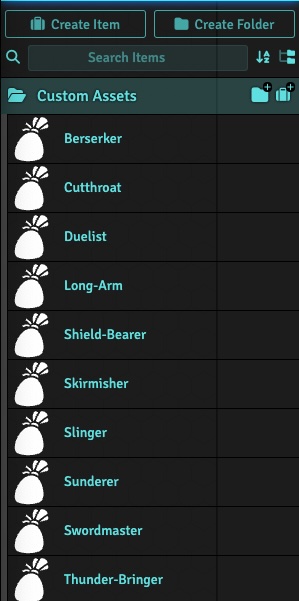 Create Item
Create Folder
Search Items
Custom Assets
Berserker
Cutthroat
Duelist
Long-Arm
Shield-Bearer
Skirmisher
Slinger
Sunderer
Swordmaster
Thunder-Bringer